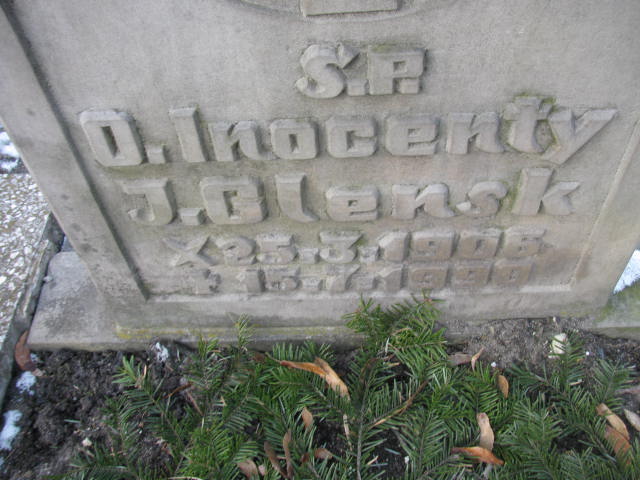 Ś.P.
O. Inocenty
J. Glensk
* 25.3.1906